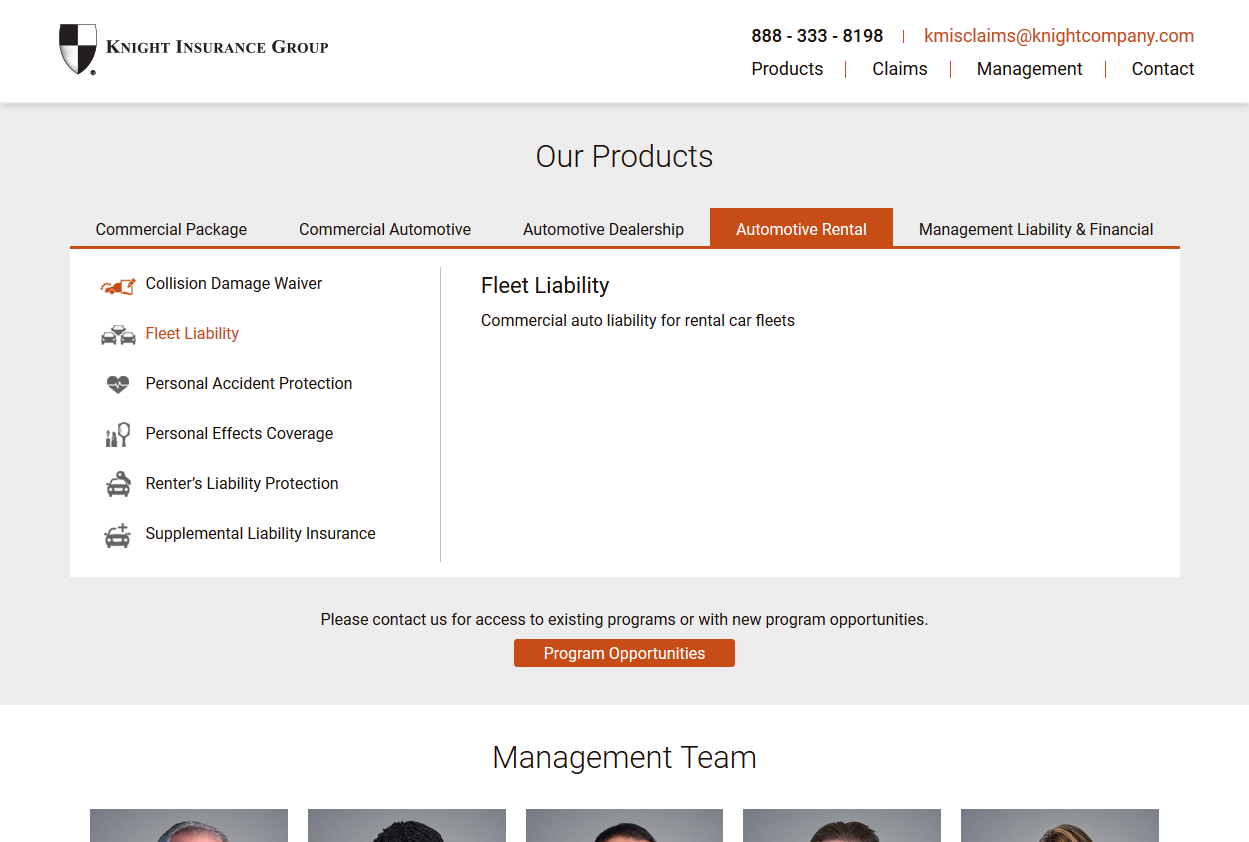 Knight Insurance Group
888 - 333 - 8198 | kmisclaims@knightcompany.com
Products | Claims | Management | Contact
Our Products
Commercial Package Commercial Automotive Automotive Dealership Automotive Rental Management Liability & Financial
Collision Damage Waiver
Fleet Liability
Personal Accident Protection
Personal Effects Coverage
Renter’s Liability Protection
Supplemental Liability Insurance
Fleet Liability
Commercial auto liability for rental car fleets
Please contact us for access to existing programs or with new program opportunities.
Program Opportunities
Management Team